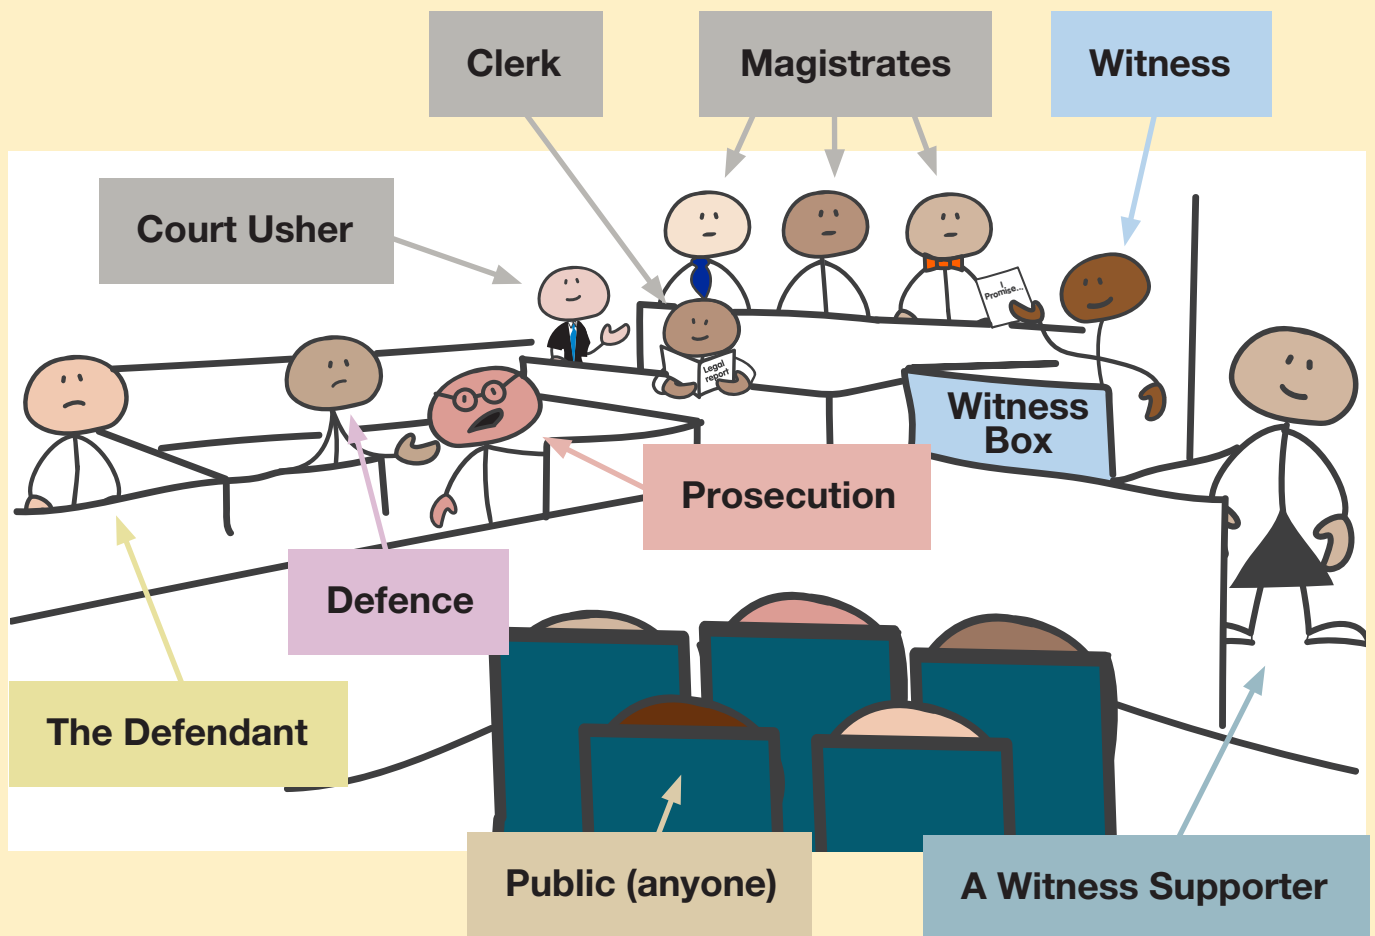 Clerk
Magistrates
Witness
Court Usher
I,
Promise...
Legal
report
Witness
Box
Prosecution
Defence
The Defendant
Public (anyone)
A Witness Supporter